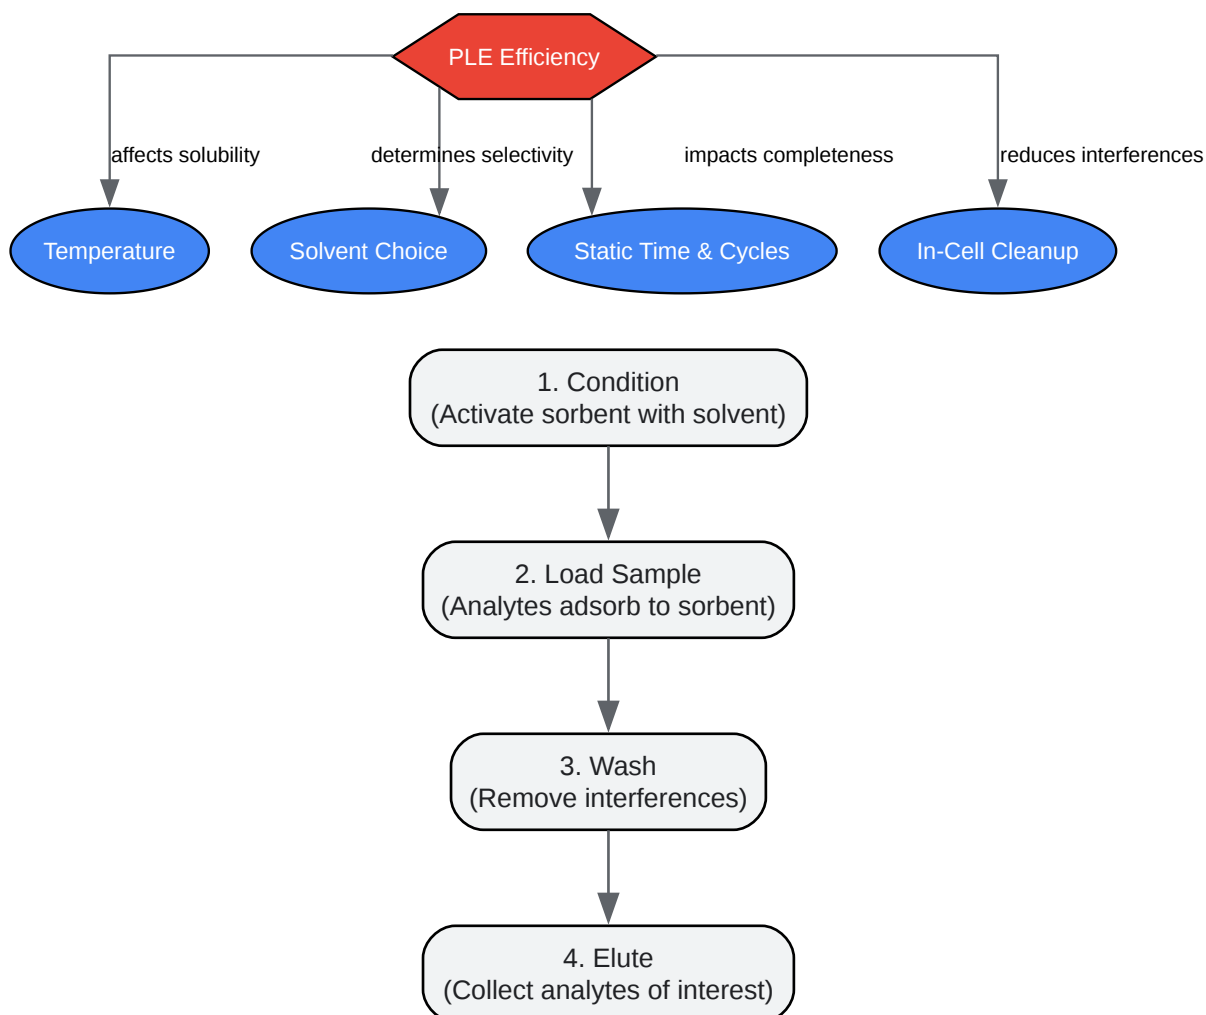 PLE Efficiency
affects solubility
determines selectivity
impacts completeness
reduces interferences
Temperature
Solvent Choice
Static Time & Cycles
In-Cell Cleanup
1. Condition
(Activate sorbent with solvent)
2. Load Sample
(Analytes adsorb to sorbent)
3. Wash
(Remove interferences)
4. Elute
(Collect analytes of interest)